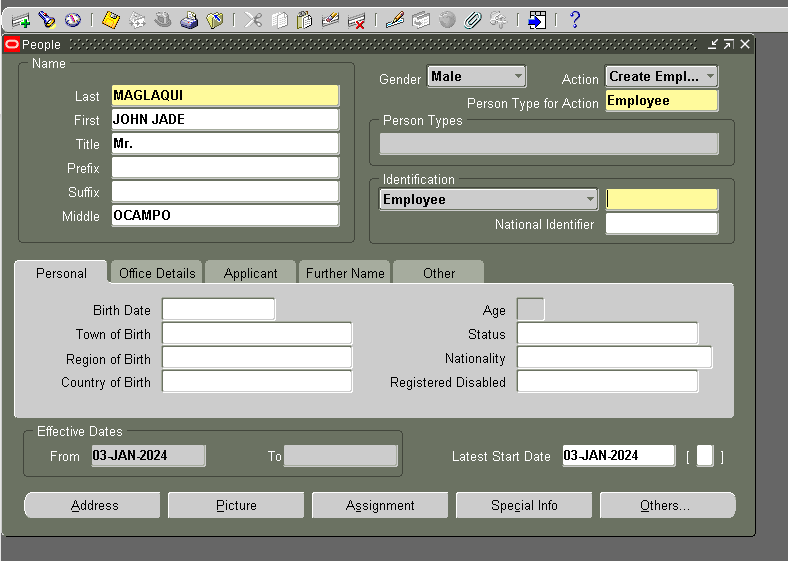 People
Name
Last MAGLAQUI
First JOHN JADE
Title Mr.
Prefix
Suffix
Middle OCAMPO
Gender Male Action Create Empl...
Person Type for Action Employee
Person Types
Identification
Employee
National Identifier
Personal Office Details Applicant Further Name Other
Birth Date Age
Town of Birth Status
Region of Birth Nationality
Country of Birth Registered Disabled
Effective Dates
From 03-JAN-2024 To Latest Start Date 03-JAN-2024 [ ]
Address Picture Assignment Special Info Others...